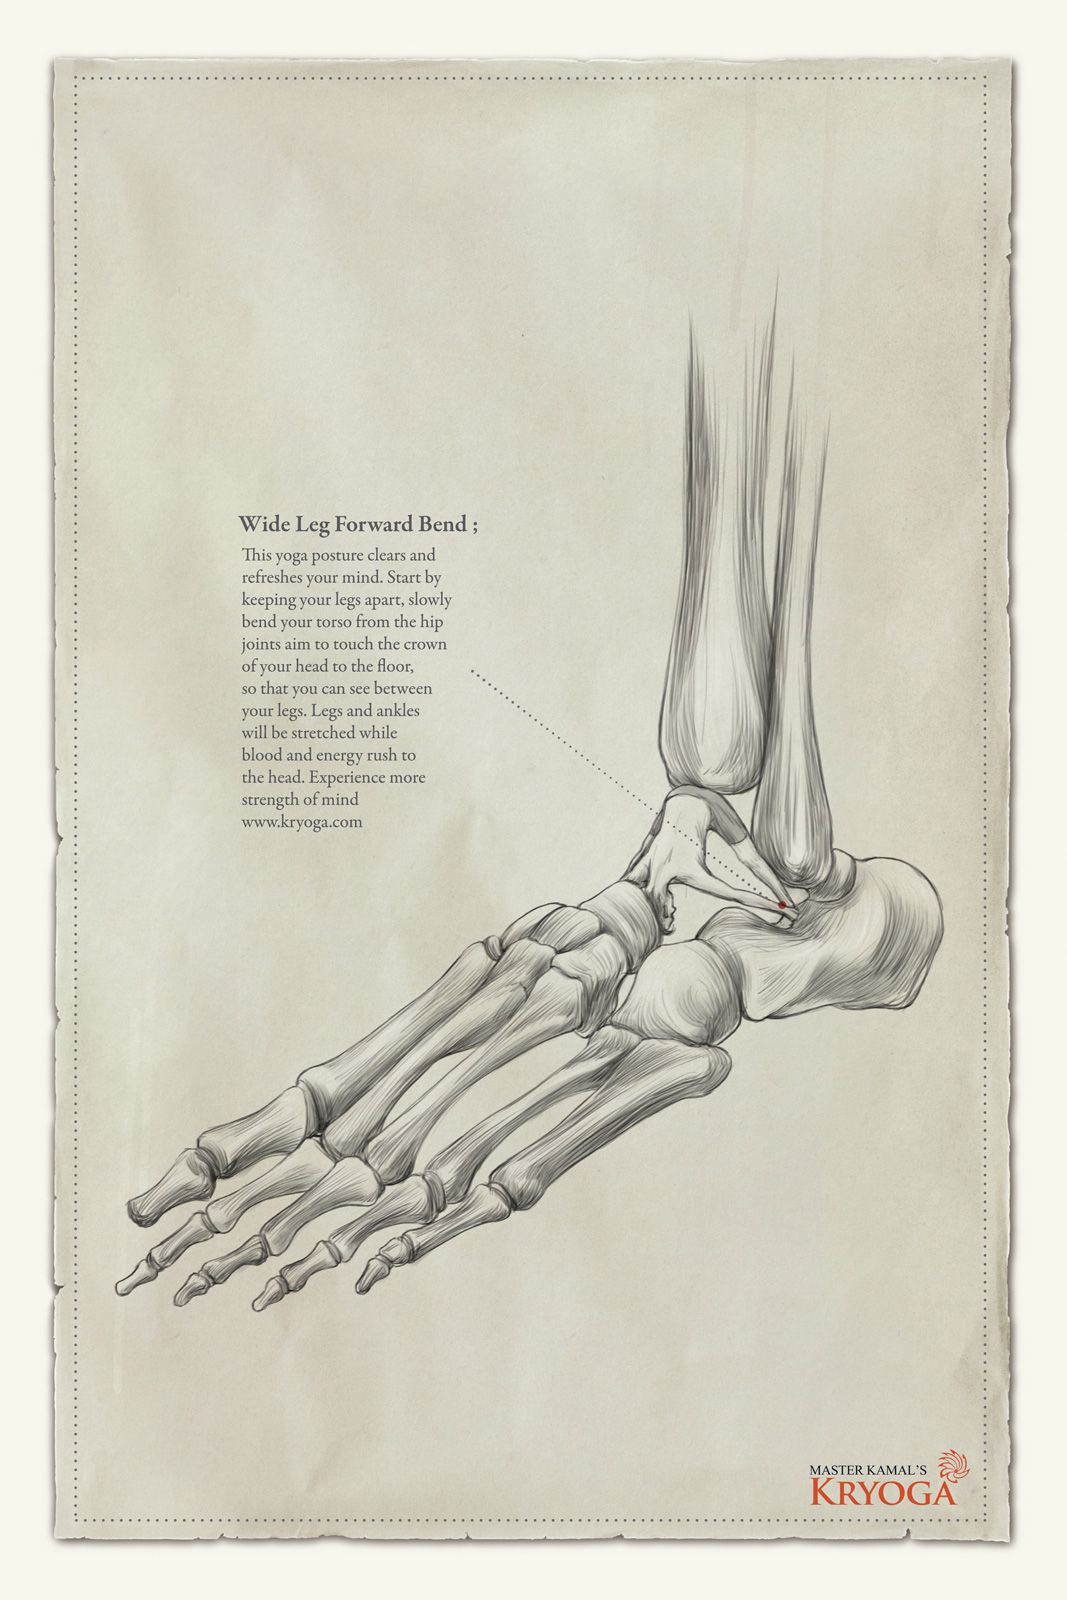 Wide Leg Forward Bend ;
This yoga posture clears and
refreshes your mind. Start by
keeping your legs apart, slowly
bend your torso from the hip
joints aim to touch the crown
of your head to the floor,
so that you can see between
your legs. Legs and ankles
will be stretched while
blood and energy rush to
the head. Experience more
strength of mind
www.kryoga.com
MASTER KAMAL'S
KRYOGA